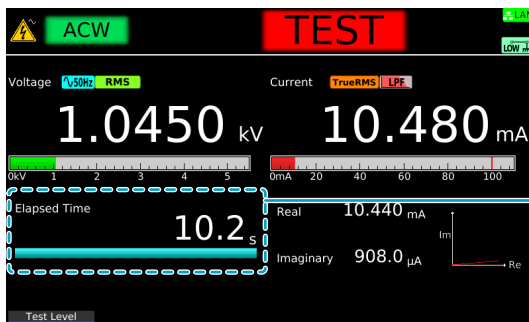 ACW
TEST
LAN
LOW
Voltage 50Hz RMS
Current TrueRMS LPF
1.0450 kV
10.480 mA
0kV 1 2 3 4 5
0mA 20 40 60 80 100
Elapsed Time
10.2 s
Real 10.440 mA
Imaginary 908.0 µA
Im
Re
Test Level